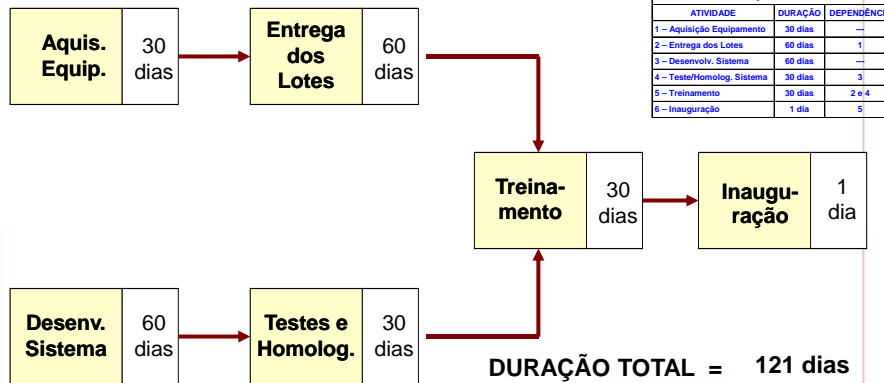 Aquis.
Equip.
30
dias
Entrega
dos
Lotes
60
dias
ATIVIDADE DURAÇÃO
1 – Aquisição Equipamento 30 dias ---
2 – Entrega dos Lotes 60 dias 1
3 – Desenvolv. Sistema 60 dias ---
4 – Teste/Homolog. Sistema 30 dias 3
5 – Treinamento 30 dias 2 e 4
6 – Inauguração 1 dia 5
Treina-
mento
30
dias
Inaugu-
ração
1
dia
Desenv.
Sistema
60
dias
Testes e
Homolog.
30
dias
DURAÇÃO TOTAL = 121 dias